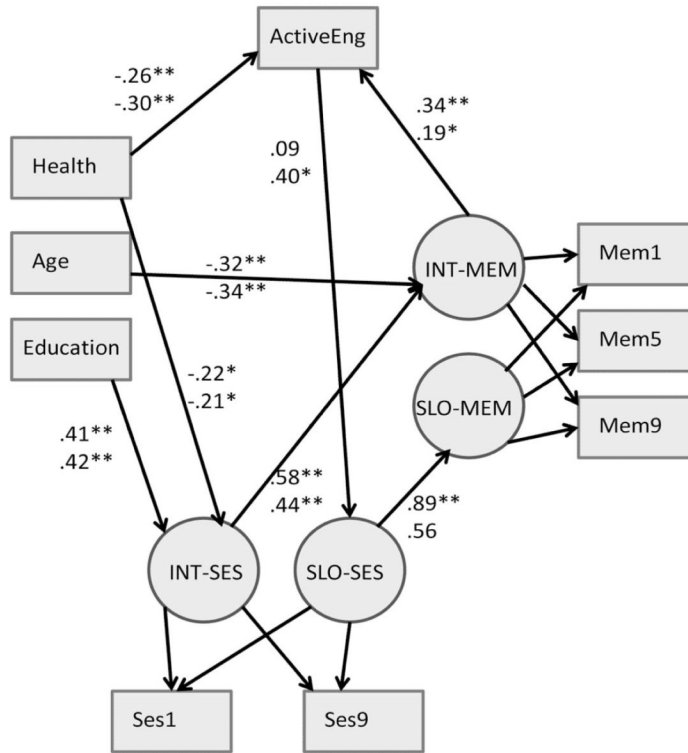 ActiveEng
-.26**
-.30**
.34**
.19*
.09
.40*
Health
Age
-.32**
-.34**
INT-MEM
Mem1
Mem5
Education
-.22*
-.21*
SLO-MEM
Mem9
.41**
.42**
.58**
.44**
.89**
.56
INT-SES
SLO-SES
Ses1
Ses9